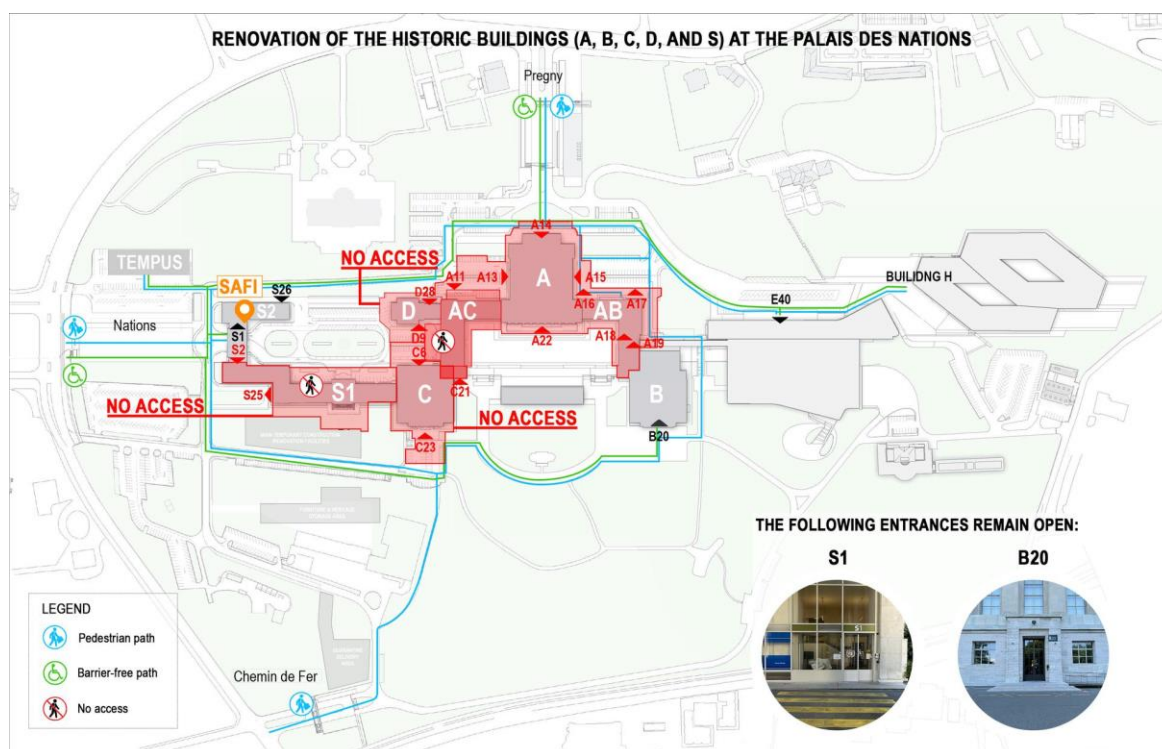 RENOVATION OF THE HISTORIC BUILDINGS (A, B, C, D, AND S) AT THE PALAIS DES NATIONS
Pregny
A14
NO ACCESS
TEMPUS
SAFI
S26
S2
A11
A13
A
A15
BUILIDNG H
D28
A16
A17
E40
D
AC
AB
Nations
S1
S2
D9
C6
A22
A18
A19
S25
S1
C
C21
B
NO ACCESS
NO ACCESS
C23
B20
THE FOLLOWING ENTRANCES REMAIN OPEN:
S1
B20
S1
LEGEND
Pedestrian path
Barrier-free path
No access
Chemin de Fer